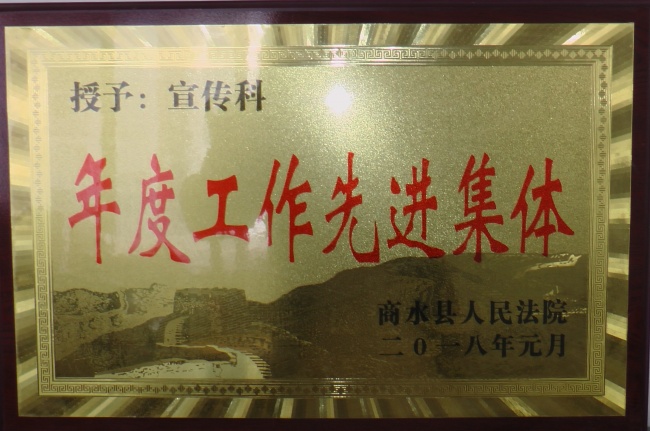 授予：宣传科
年度工作先进集体
商水县人民法院
二0一八年元月